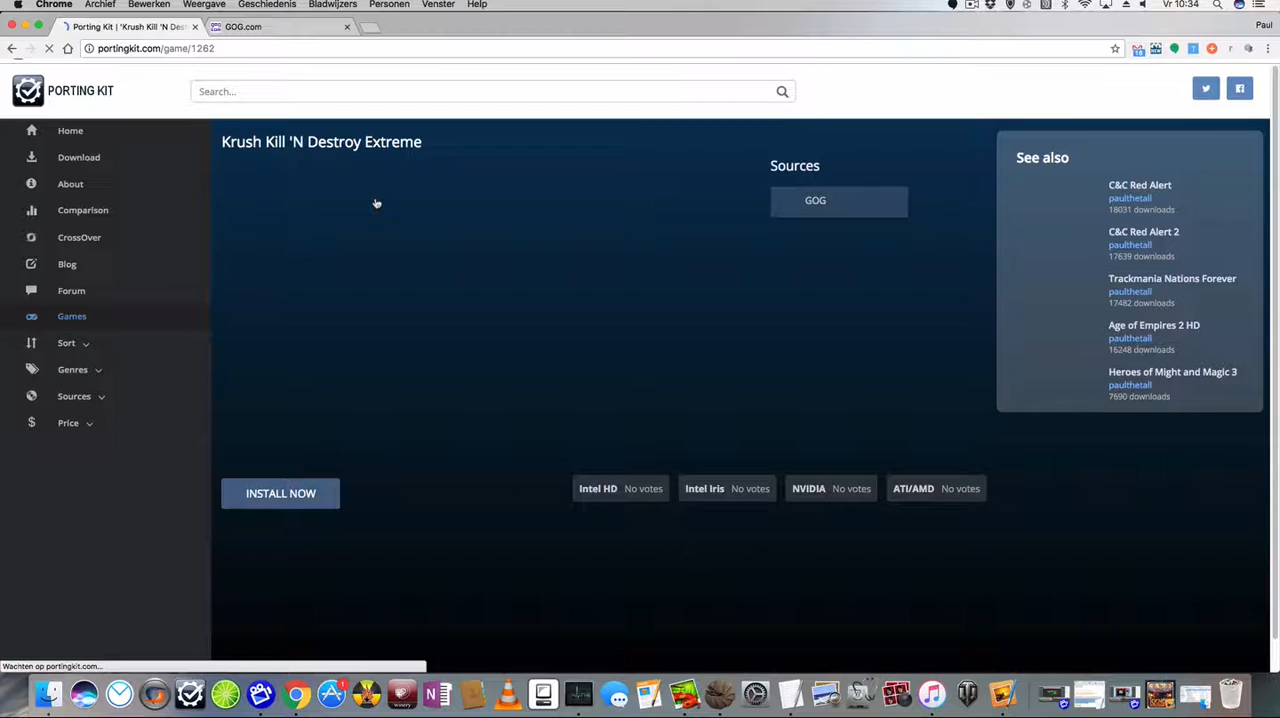 Chrome Archief Bewerken Weergave Geschiedenis Bladwijzers Personen Venster Help Vr 10:34
Porting Kit | 'Krush Kill 'N Des GOG.com Paul
portingkit.com/game/1262
PORTING KIT
Search...
Home
Download
About
Comparison
CrossOver
Blog
Forum
Games
Sort
Genres
Sources
Price
Krush Kill 'N Destroy Extreme
Sources
GOG
INSTALL NOW
Intel HD No votes Intel Iris No votes NVIDIA No votes ATI/AMD No votes
See also
C&C Red Alert
paulthetall
18031 downloads
C&C Red Alert 2
paulthetall
17639 downloads
Trackmania Nations Forever
paulthetall
17482 downloads
Age of Empires 2 HD
paulthetall
16248 downloads
Heroes of Might and Magic 3
paulthetall
7690 downloads
Wachten op portingkit.com...
winery